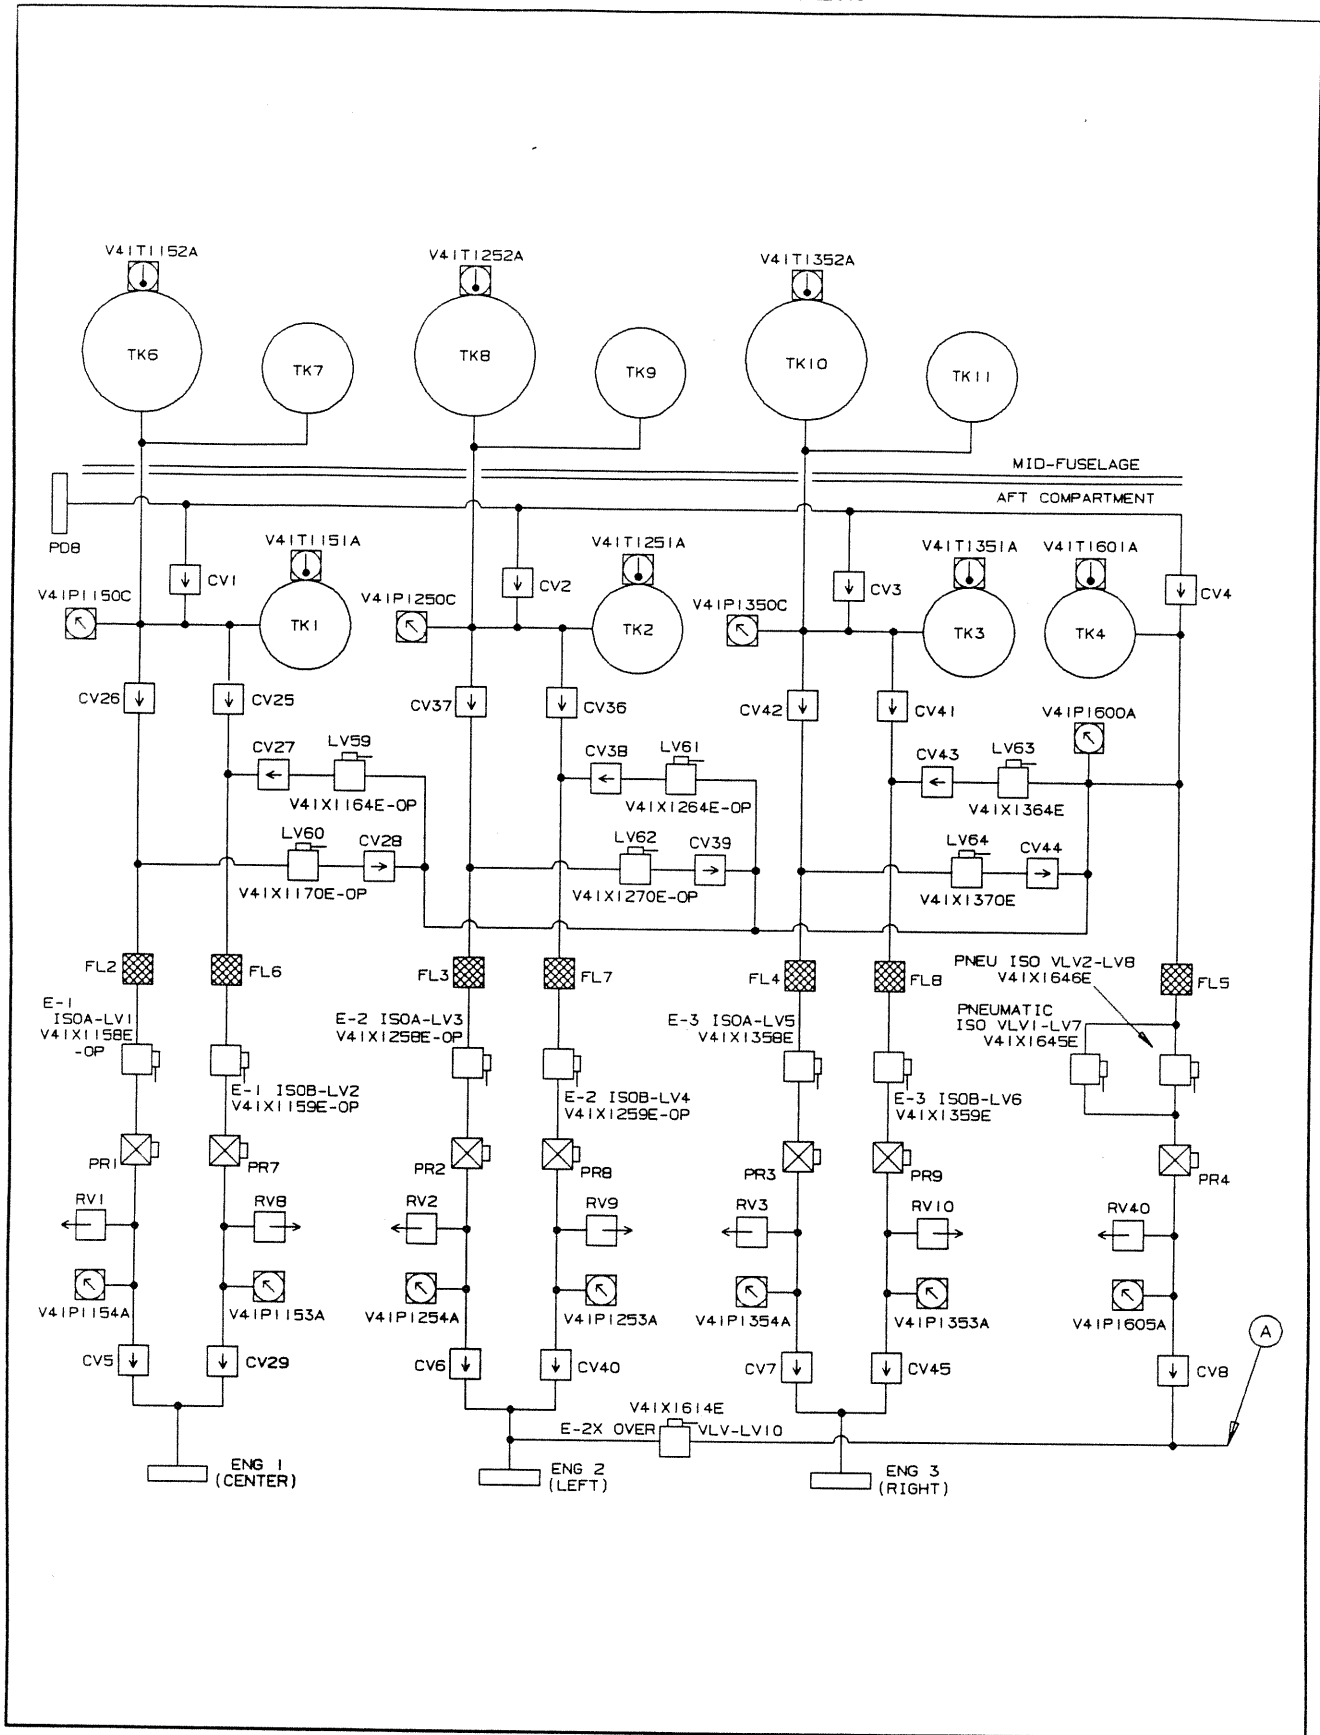 V41T1152A
V41T1252A
V41T1352A
TK6
TK7
TK8
TK9
TK10
TK11
MID-FUSELAGE
AFT COMPARTMENT
PD8
V41T1151A
V41T1251A
V41T1351A
V41T1601A
CV1
CV2
CV3
CV4
V41P1150C
V41P1250C
V41P1350C
TK1
TK2
TK3
TK4
CV26
CV25
CV37
CV36
CV42
CV41
V41P1600A
CV27
LV59
CV38
LV61
CV43
LV63
V41X1164E-OP
V41X1264E-OP
V41X1364E
LV60
CV28
LV62
CV39
LV64
CV44
V41X1170E-OP
V41X1270E-OP
V41X1370E
FL2
FL6
FL3
FL7
FL4
FL8
FL5
PNEU ISO VLV2-LV8
V41X1646E
PNEUMATIC
ISO VLV1-LV7
V41X1645E
E-1
ISOA-LV1
V41X1158E
-OP
E-2 ISOA-LV3
V41X1258E-OP
E-3 ISOA-LV5
V41X1358E
E-1 ISOB-LV2
V41X1159E-OP
E-2 ISOB-LV4
V41X1259E-OP
E-3 ISOB-LV6
V41X1359E
PR1
PR7
PR2
PR8
PR3
PR9
PR4
RV1
RV8
RV2
RV9
RV3
RV10
RV40
V41P1154A
V41P1153A
V41P1254A
V41P1253A
V41P1354A
V41P1353A
V41P1605A
A
CV5
CV29
CV6
CV40
CV7
CV45
CV8
V41X1614E
E-2X OVER
VLV-LV10
ENG 1
(CENTER)
ENG 2
(LEFT)
ENG 3
(RIGHT)